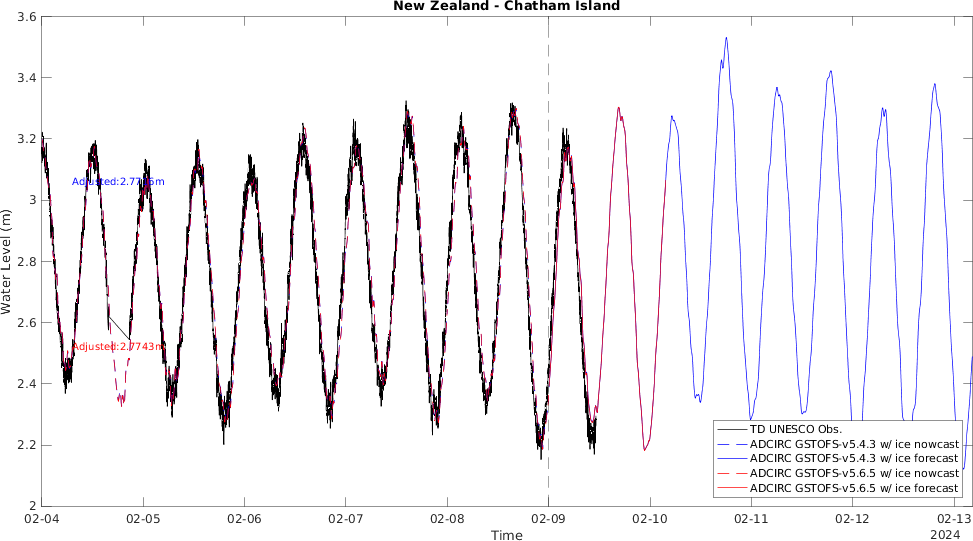 New Zealand - Chatham Island
3.6
3.4
3.2
3
2.8
2.6
2.4
2.2
2
Water Level (m)
Adjusted:2.7743m
TD UNESCO Obs.
ADCIRC GSTOFS-v5.4.3 w/ ice nowcast
ADCIRC GSTOFS-v5.4.3 w/ ice forecast
ADCIRC GSTOFS-v5.6.5 w/ ice nowcast
ADCIRC GSTOFS-v5.6.5 w/ ice forecast
02-04 02-05 02-06 02-07 02-08 02-09 02-10 02-11 02-12 02-13
Time
2024